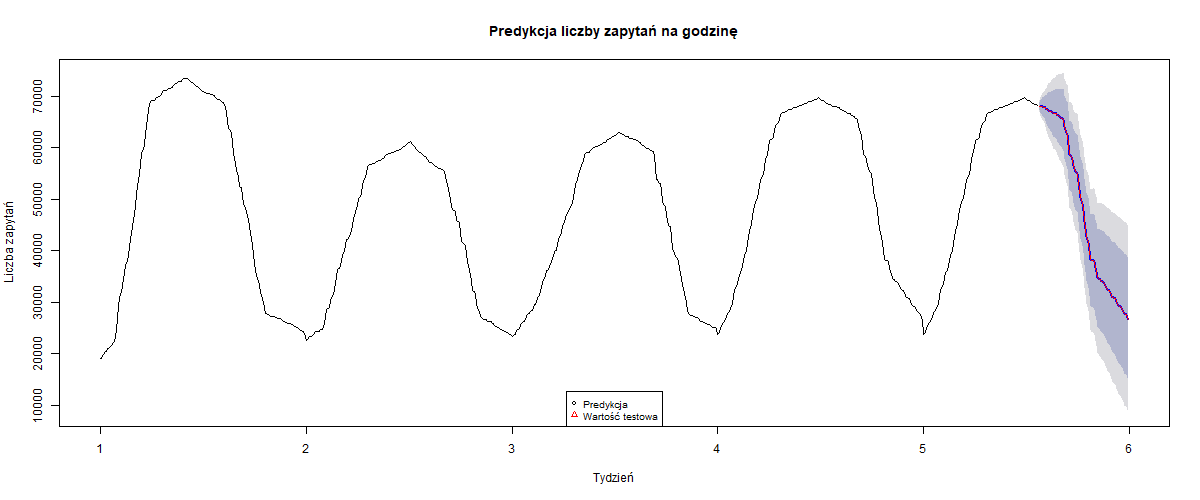 Predykcja liczby zapytań na godzinę
Liczba zapytań
70000
60000
50000
40000
30000
20000
10000
Predykcja
Wartość testowa
1 2 3 4 5 6
Tydzień